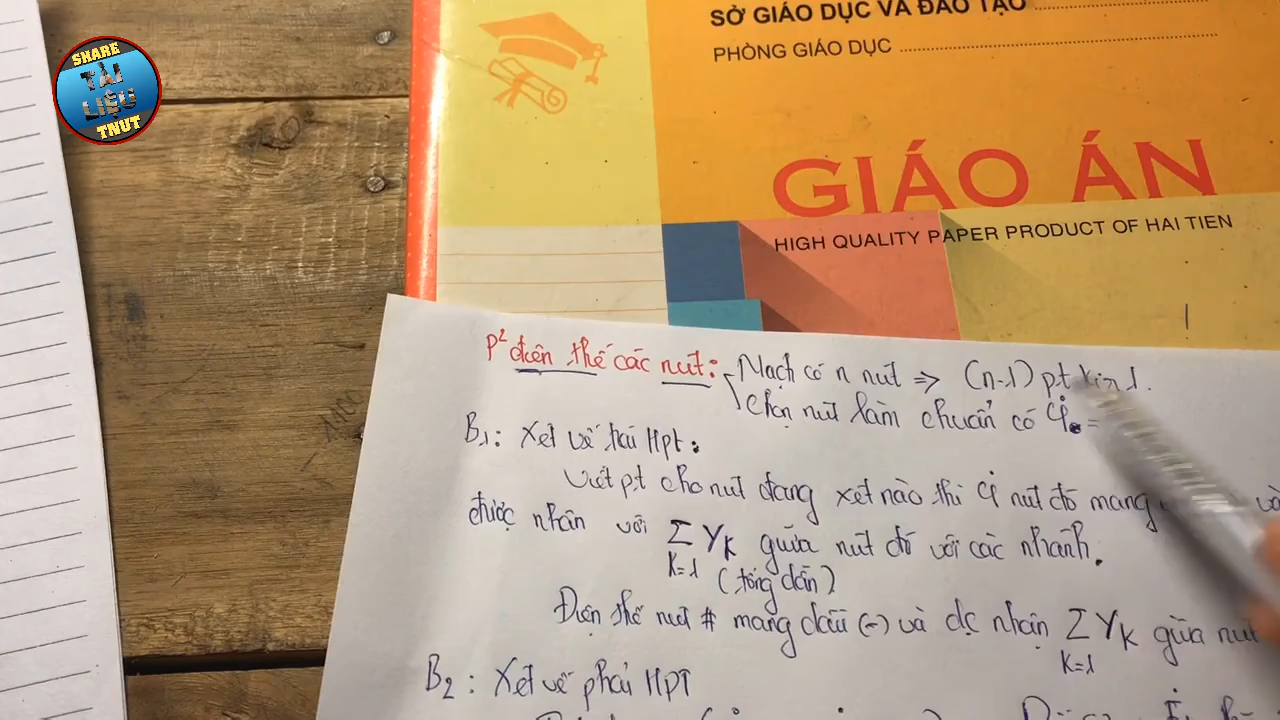 SHARE
TÀI
LIỆU
TNUT
SỞ GIÁO DỤC VÀ ĐÀO TẠO
PHÒNG GIÁO DỤC
GIÁO ÁN
HIGH QUALITY PAPER PRODUCT OF HAI TIEN
P² điện thế các nút: - Mạch có n nút => (n-1) pt
Chọn nút làm chuẩn có φ̇ =
B1: Xét vế trái Hpt:
Viết pt cho nút đang xét nào thì φ̇ nút đó mang
được nhân với Σ YK giữa nút đó với các nhánh.
K=1 (tổng dẫn)
Điện thế nút # mang dấu (-) và đc nhân Σ YK giữa nút
K=1
B2: Xét vế phải HPT